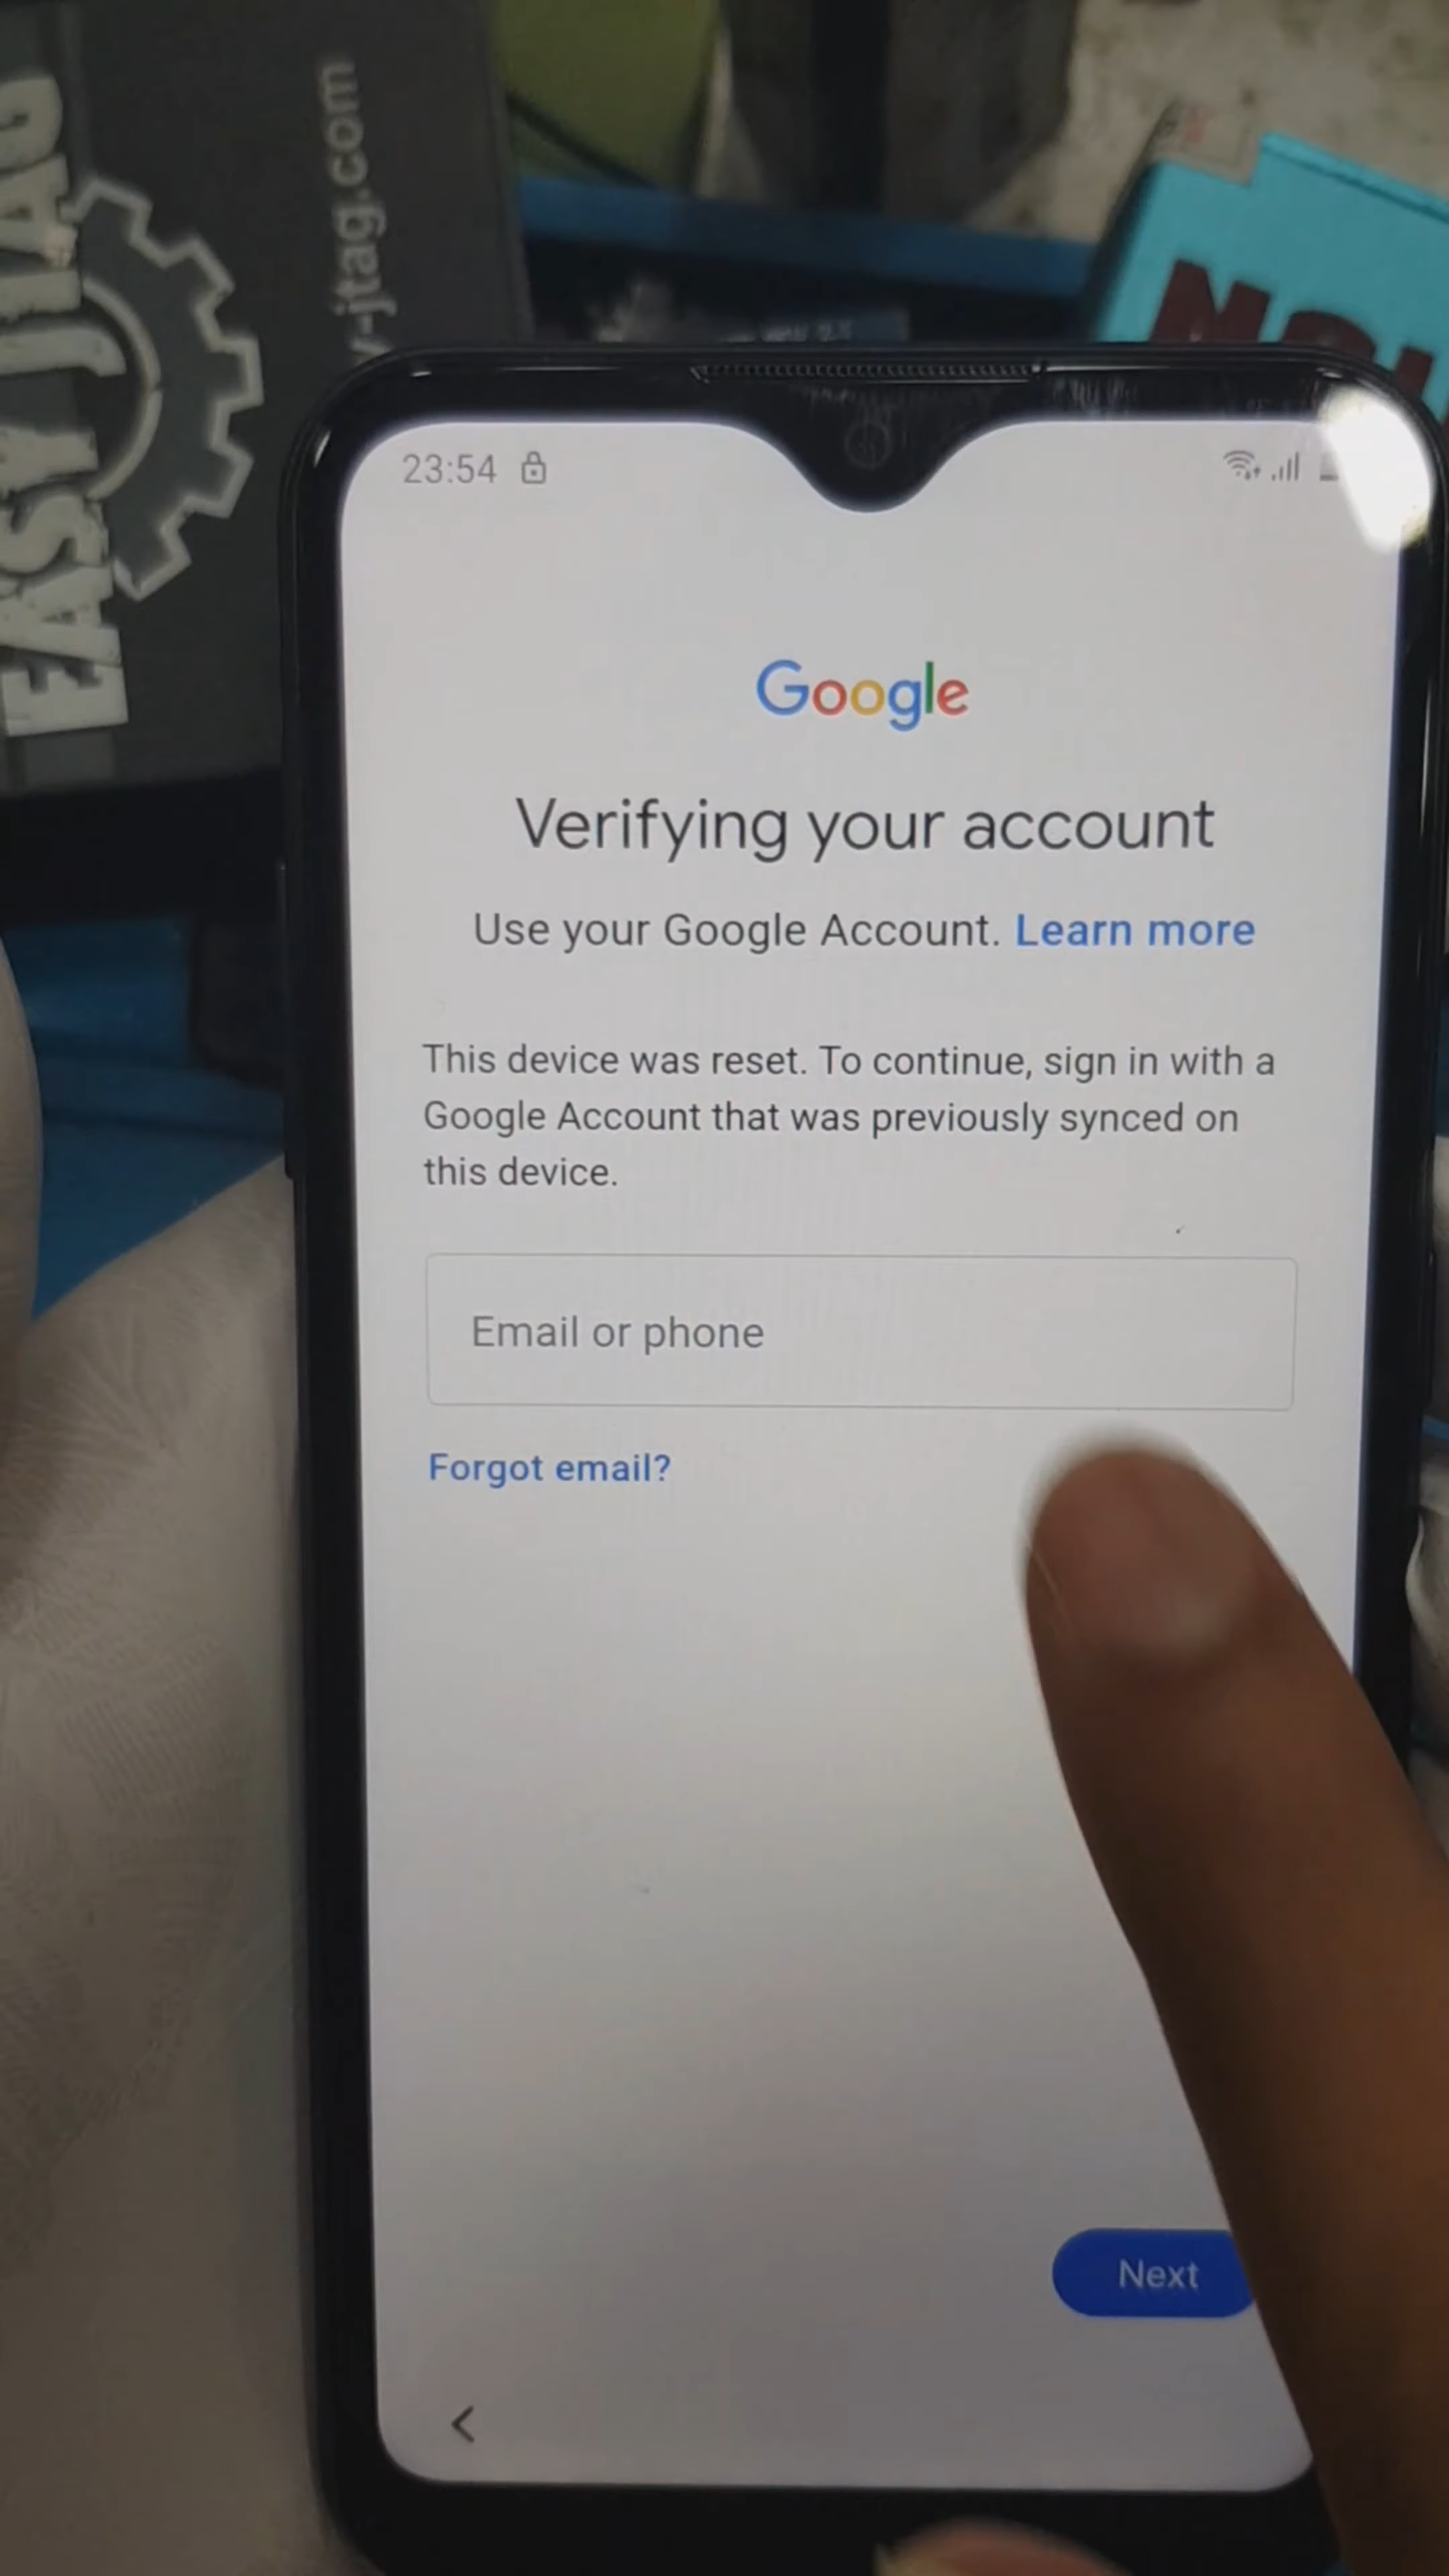 EASY JTAG
y-jtag.com
23:54
Google
Verifying your account
Use your Google Account. Learn more
This device was reset. To continue, sign in with a
Google Account that was previously synced on
this device.
Email or phone
Forgot email?
Next